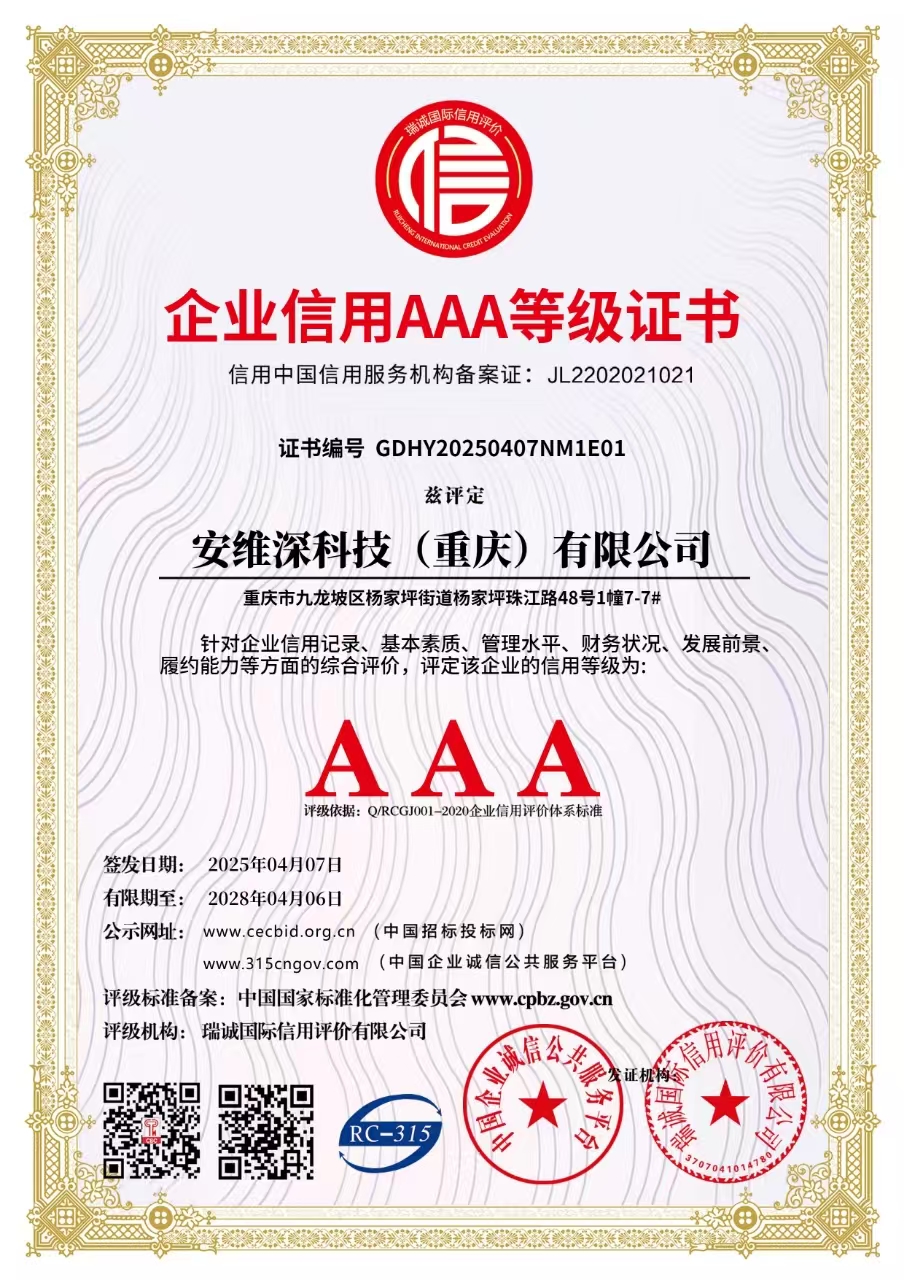 瑞诚国际信用评价
RUICHENG INTERNATIONAL CREDIT EVALUATION
企业信用AAA等级证书
信用中国信用服务机构备案证：JL2202021021
证书编号 GDHY20250407NM1E01
兹评定
安维深科技（重庆）有限公司
重庆市九龙坡区杨家坪街道杨家坪珠江路48号1幢7-7#
针对企业信用记录、基本素质、管理水平、财务状况、发展前景、
履约能力等方面的综合评价，评定该企业的信用等级为:
AAA
评级依据：Q/RCGJ001-2020企业信用评价体系标准
签发日期： 2025年04月07日
有限期至： 2028年04月06日
公示网址： www.cecbid.org.cn （中国招标投标网）
www.315cngov.com （中国企业诚信公共服务平台）
评级标准备案：中国国家标准化管理委员会 www.cpbz.gov.cn
评级机构： 瑞诚国际信用评价有限公司
发证机构：
RC-315
中国企业诚信公共服务平台
瑞诚国际信用评价有限公司
3707041014780